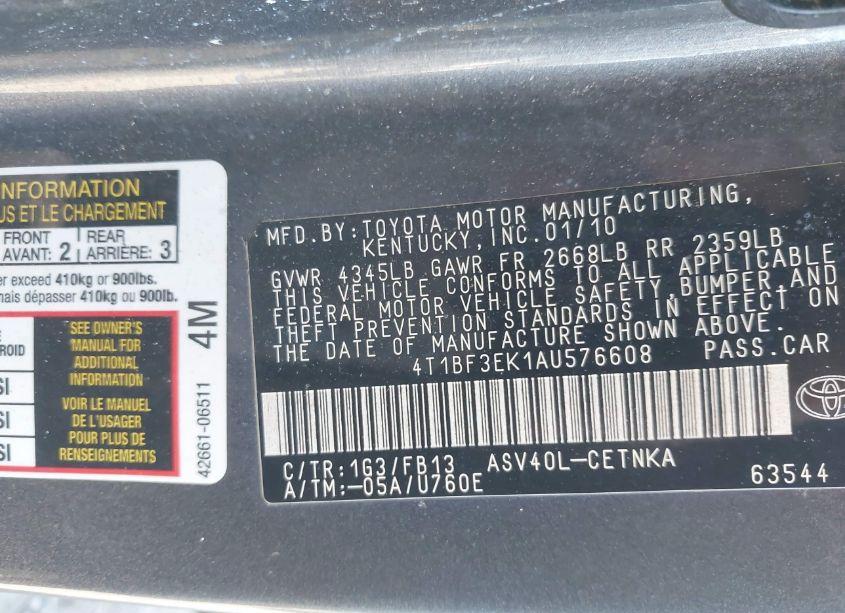 INFORMATION
US ET LE CHARGEMENT
FRONT
AVANT: 2
REAR
ARRIÈRE: 3
er exceed 410kg or 900lbs.
mais dépasser 410kg ou 900lb.
SEE OWNER'S
MANUAL FOR
ADDITIONAL
INFORMATION
VOIR LE MANUEL
DE L'USAGER
POUR PLUS DE
RENSEIGNEMENTS
ROID
SI
SI
SI
4M
42661-06511
MFD.BY:TOYOTA MOTOR MANUFACTURING,
KENTUCKY,INC.01/10
GVWR 4345LB GAWR FR 2668LB RR 2359LB
THIS VEHICLE CONFORMS TO ALL APPLICABLE
FEDERAL MOTOR VEHICLE SAFETY,BUMPER,AND
THEFT PREVENTION STANDARDS IN EFFECT ON
THE DATE OF MANUFACTURE SHOWN ABOVE.
4T1BF3EK1AU576608 PASS.CAR
C/TR:1G3/FB13 ASV40L-CETNKA
A/TM:-05A/U760E 63544